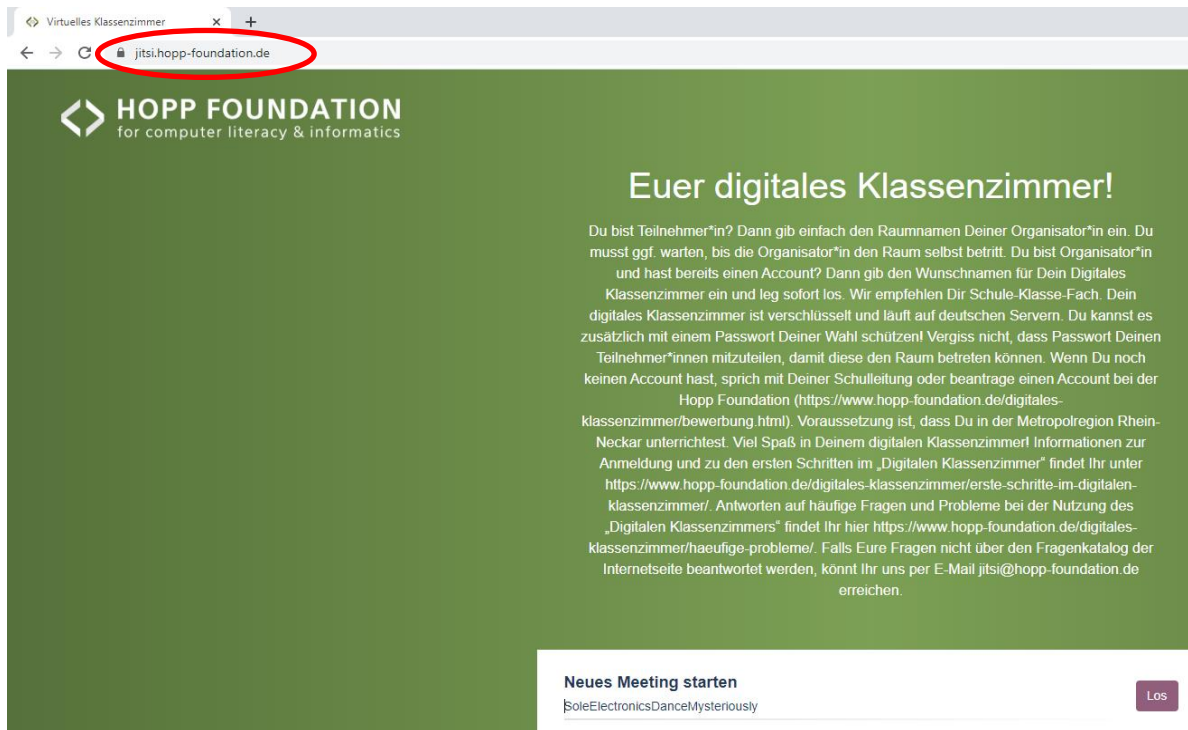 Virtuelles Klassenzimmer
jitsi.hopp-foundation.de
HOPP FOUNDATION
for computer literacy & informatics
Euer digitales Klassenzimmer!
Du bist Teilnehmer*in? Dann gib einfach den Raumnamen Deiner Organisator*in ein. Du
musst ggf. warten, bis die Organisator*in den Raum selbst betritt. Du bist Organisator*in
und hast bereits einen Account? Dann gib den Wunschnamen für Dein Digitales
Klassenzimmer ein und leg sofort los. Wir empfehlen Dir Schule-Klasse-Fach. Dein
digitales Klassenzimmer ist verschlüsselt und läuft auf deutschen Servern. Du kannst es
zusätzlich mit einem Passwort Deiner Wahl schützen! Vergiss nicht, dass Passwort Deinen
Teilnehmer*innen mitzuteilen, damit diese den Raum betreten können. Wenn Du noch
keinen Account hast, sprich mit Deiner Schulleitung oder beantrage einen Account bei der
Hopp Foundation (https://www.hopp-foundation.de/digitales-
klassenzimmer/bewerbung.html). Voraussetzung ist, dass Du in der Metropolregion Rhein-
Neckar unterrichtest. Viel Spaß in Deinem digitalen Klassenzimmer! Informationen zur
Anmeldung und zu den ersten Schritten im „Digitalen Klassenzimmer“ findet Ihr unter
https://www.hopp-foundation.de/digitales-klassenzimmer/erste-schritte-im-digitalen-
klassenzimmer/. Antworten auf häufige Fragen und Probleme bei der Nutzung des
„Digitalen Klassenzimmers“ findet Ihr hier https://www.hopp-foundation.de/digitales-
klassenzimmer/haeufige-probleme/. Falls Eure Fragen nicht über den Fragenkatalog der
Internetseite beantwortet werden, könnt Ihr uns per E-Mail jitsi@hopp-foundation.de
erreichen.
Neues Meeting starten
SoleElectronicsDanceMysteriously
Los